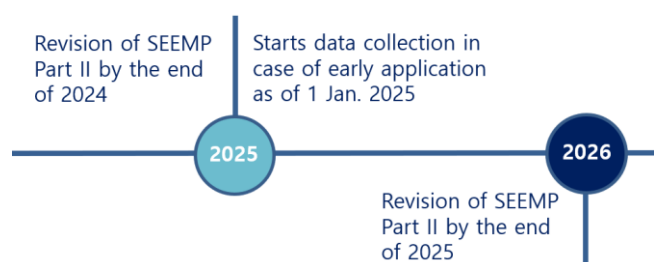 Revision of SEEMP
Part II by the end
of 2024
Starts data collection in
case of early application
as of 1 Jan. 2025
2025
2026
Revision of SEEMP
Part II by the end
of 2025